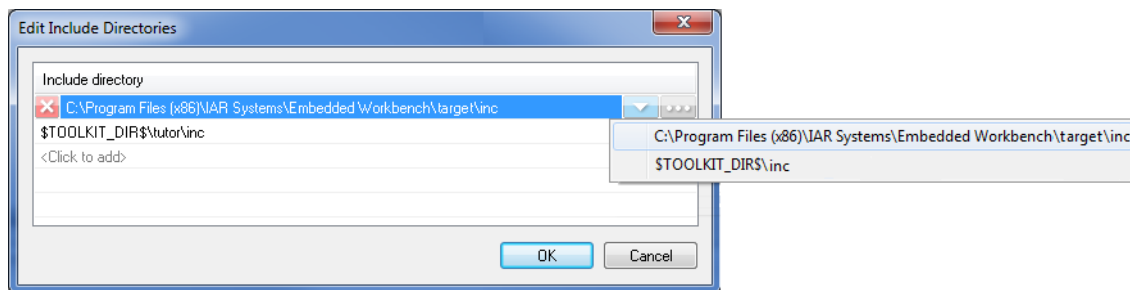 Edit Include Directories
Include directory
C:\Program Files (x86)\IAR Systems\Embedded Workbench\target\inc
$TOOLKIT_DIR$\tutor\inc
<Click to add>
C:\Program Files (x86)\IAR Systems\Embedded Workbench\target\inc
$TOOLKIT_DIR$\inc
OK Cancel